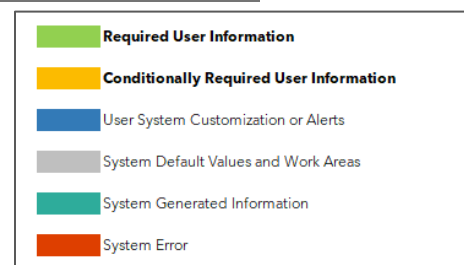 Required User Information
Conditionally Required User Information
User System Customization or Alerts
System Default Values and Work Areas
System Generated Information
System Error